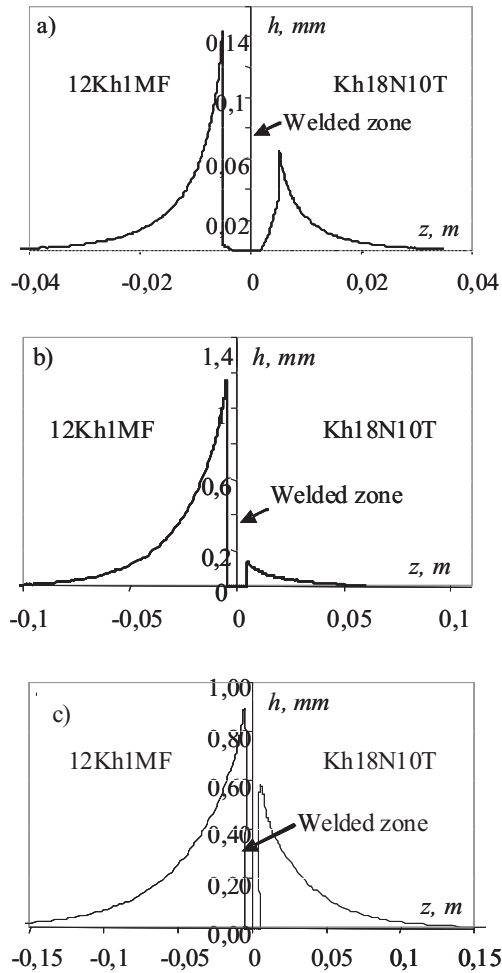 a)
h, mm
0,14
12Kh1MF
Kh18N10T
0,1
Welded zone
0,06
0,02
z, m
-0,04 -0,02 0 0,02 0,04
b)
h, mm
1,4
12Kh1MF
Kh18N10T
0,6
Welded zone
0,2
z, m
0
-0,1 -0,05 0 0,05 0,1
c)
1,00
h, mm
0,80
12Kh1MF
Kh18N10T
0,60
0,40
Welded zone
0,20
z, m
0,00
-0,15 -0,1 -0,05 0 0,05 0,1 0,15